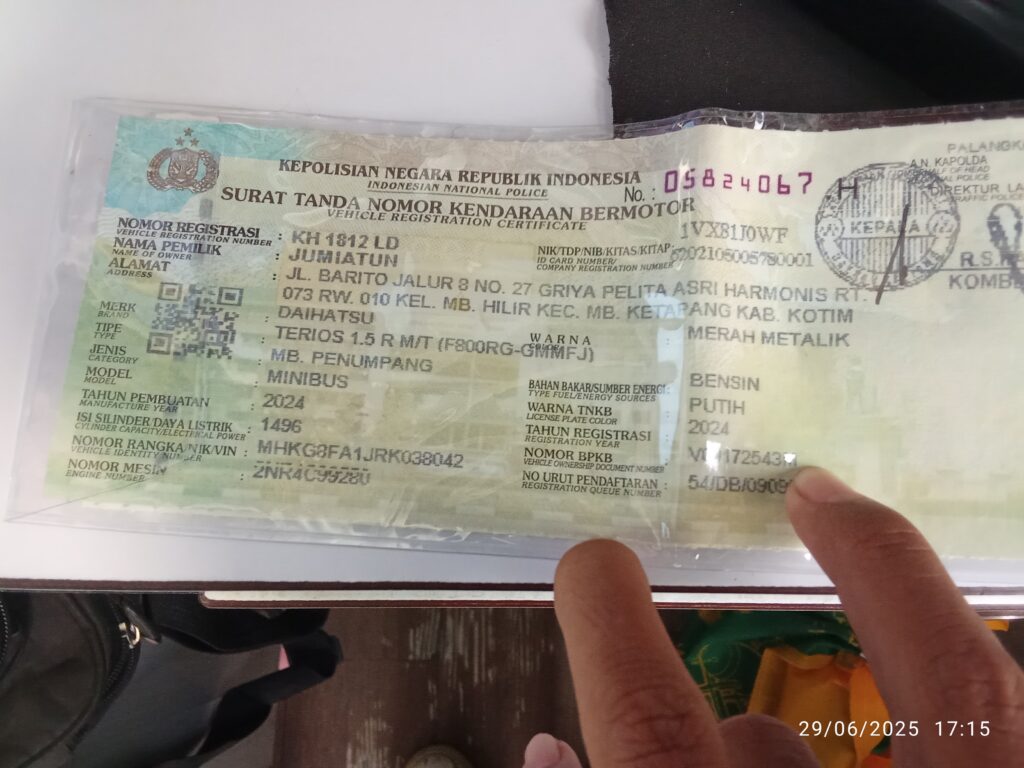 KEPOLISIAN NEGARA REPUBLIK INDONESIA
INDONESIAN NATIONAL POLICE
No. : 05824067 H
SURAT TANDA NOMOR KENDARAAN BERMOTOR
VEHICLE REGISTRATION CERTIFICATE
1VX81J0WF
NOMOR REGISTRASI : KH 1812 LD
VEHICLE REGISTRATION NUMBER
NAMA PEMILIK : JUMIATUN
NAME OF OWNER
NIK/TDP/NIB/KITAS/KITAP :
ID CARD NUMBER/
COMPANY REGISTRATION NUMBER
ALAMAT : JL. BARITO JALUR 8 NO. 27 GRIYA PELITA ASRI HARMONIS RT.
ADDRESS
073 RW. 010 KEL. MB. HILIR KEC. MB. KETAPANG KAB. KOTIM
MERK : DAIHATSU
BRAND
TIPE : TERIOS 1.5 R M/T (F800RG-GMMFJ)
TYPE
JENIS : MB. PENUMPANG
CATEGORY
MODEL : MINIBUS
MODEL
TAHUN PEMBUATAN : 2024
MANUFACTURE YEAR
ISI SILINDER/DAYA LISTRIK : 1496
CYLINDER CAPACITY/ELECTRICAL POWER
NOMOR RANGKA/NIK/VIN : MHKG8FA1JRK038042
VEHICLE IDENTITY NUMBER
NOMOR MESIN :
ENGINE NUMBER
WARNA : MERAH METALIK
COLOR
BAHAN BAKAR/SUMBER ENERGI : BENSIN
TYPE FUEL/ENERGY SOURCES
WARNA TNKB : PUTIH
LICENSE PLATE COLOR
TAHUN REGISTRASI : 2024
REGISTRATION YEAR
NOMOR BPKB :
VEHICLE OWNERSHIP DOCUMENT NUMBER
NO URUT PENDAFTARAN :
REGISTRATION QUEUE NUMBER
A.N. KAPOLDA
KEPALA
R.S.
29/06/2025 17:15